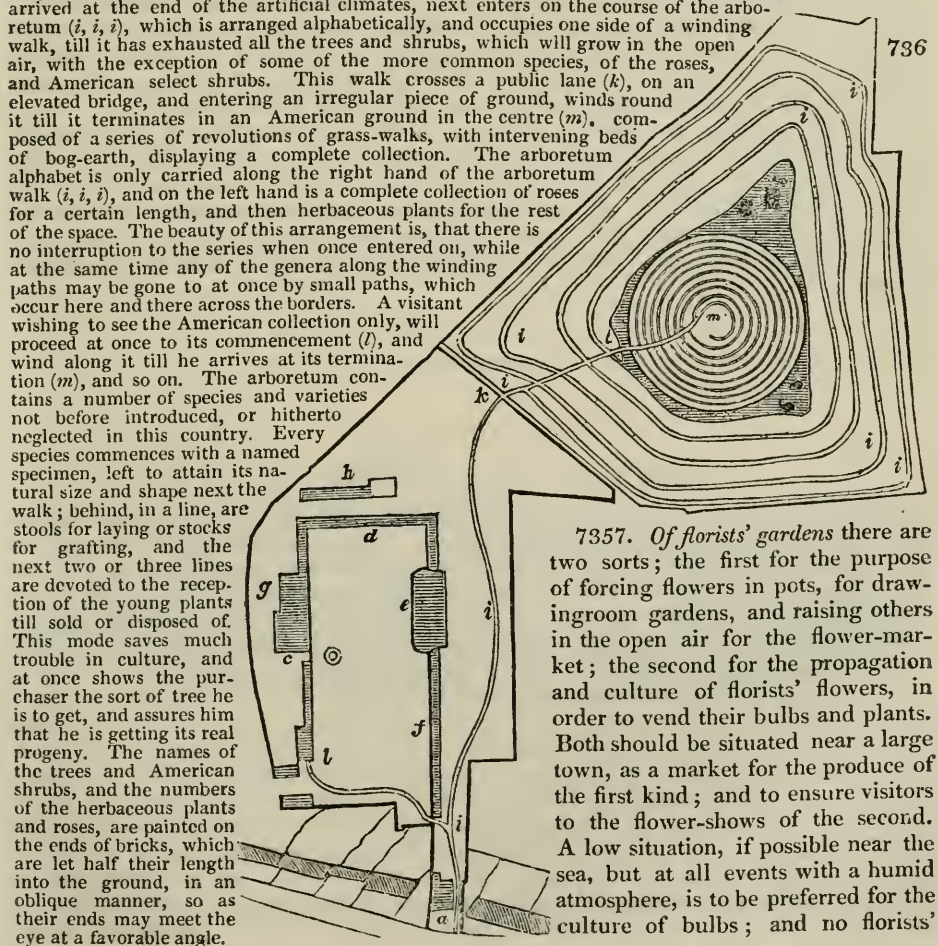 arrived at the end of the artificial climates, next enters on the course of the arbo-
retum (i, i, i), which is arranged alphabetically, and occupies one side of a winding
walk, till it has exhausted all the trees and shrubs, which will grow in the open
air, with the exception of some of the more common species, of the roses,
and American select shrubs. This walk crosses a public lane (k), on an
elevated bridge, and entering an irregular piece of ground, winds round
it till it terminates in an American ground in the centre (m), com-
posed of a series of revolutions of grass-walks, with intervening beds
of bog-earth, displaying a complete collection. The arboretum
alphabet is only carried along the right hand of the arboretum
walk (i, i, i), and on the left hand is a complete collection of roses
for a certain length, and then herbaceous plants for the rest
of the space. The beauty of this arrangement is, that there is
no interruption to the series when once entered on, while
at the same time any of the genera along the winding
paths may be gone to at once by small paths, which
occur here and there across the borders. A visitant
wishing to see the American collection only, will
proceed at once to its commencement (l), and
wind along it till he arrives at its termina-
tion (m), and so on. The arboretum con-
tains a number of species and varieties
not before introduced, or hitherto
neglected in this country. Every
species commences with a named
specimen, left to attain its na-
tural size and shape next the
walk; behind, in a line, are
stools for laying or stocks
for grafting, and the
next two or three lines
are devoted to the recep-
tion of the young plants
till sold or disposed of.
This mode saves much
trouble in culture, and
at once shows the pur-
chaser the sort of tree he
is to get, and assures him
that he is getting its real
progeny. The names of
the trees and American
shrubs, and the numbers
of the herbaceous plants
and roses, are painted on
the ends of bricks, which
are let half their length
into the ground, in an
oblique manner, so as
their ends may meet the
eye at a favorable angle.
736
i
i
i
m
l
i
k
i
i
h
d
g
e
c
i
f
l
i
a
7357. Of florists' gardens there are
two sorts; the first for the purpose
of forcing flowers in pots, for draw-
ingroom gardens, and raising others
in the open air for the flower-mar-
ket; the second for the propagation
and culture of florists' flowers, in
order to vend their bulbs and plants.
Both should be situated near a large
town, as a market for the produce of
the first kind; and to ensure visitors
to the flower-shows of the second.
A low situation, if possible near the
sea, but at all events with a humid
atmosphere, is to be preferred for the
culture of bulbs; and no florists'